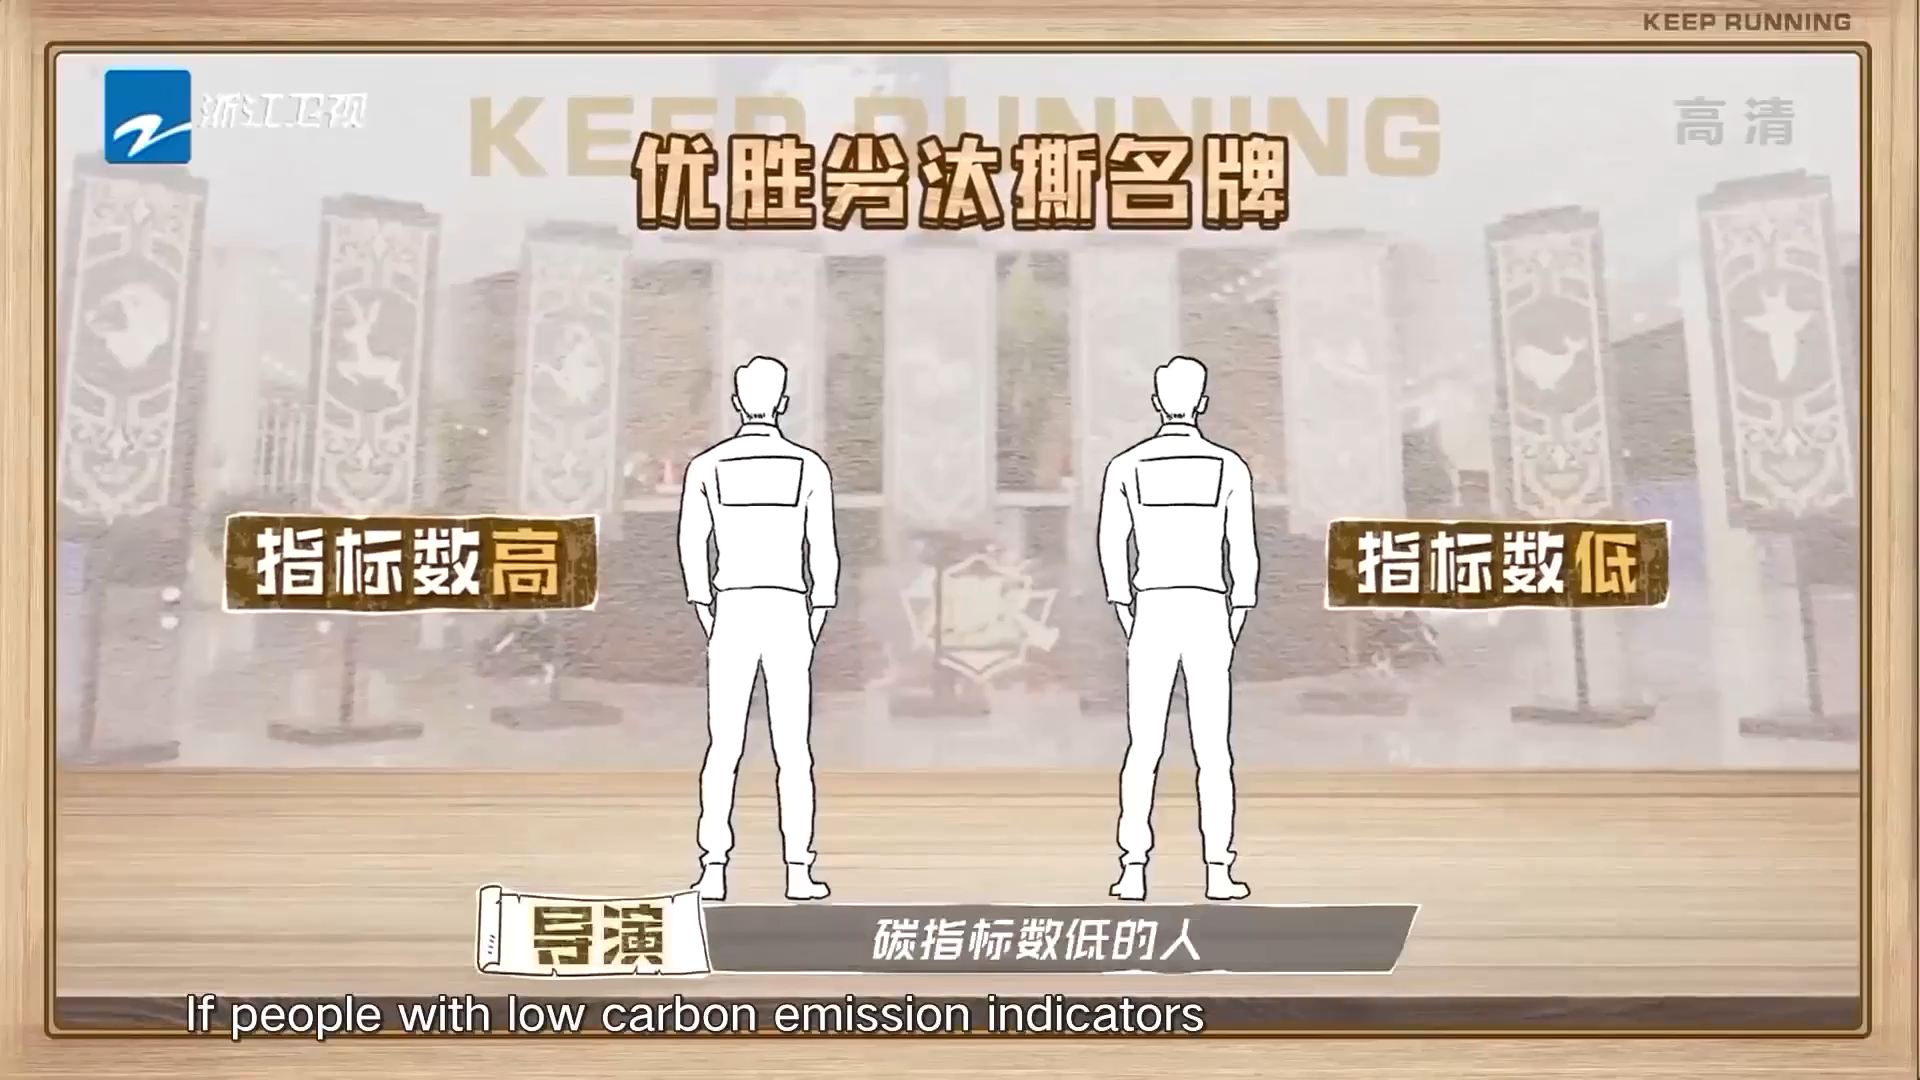 KEEP RUNNING
浙江卫视
高清
KEEP RUNNING
优胜劣汰撕名牌
指标数高
指标数低
导演
碳指标数低的人
If people with low carbon emission indicators